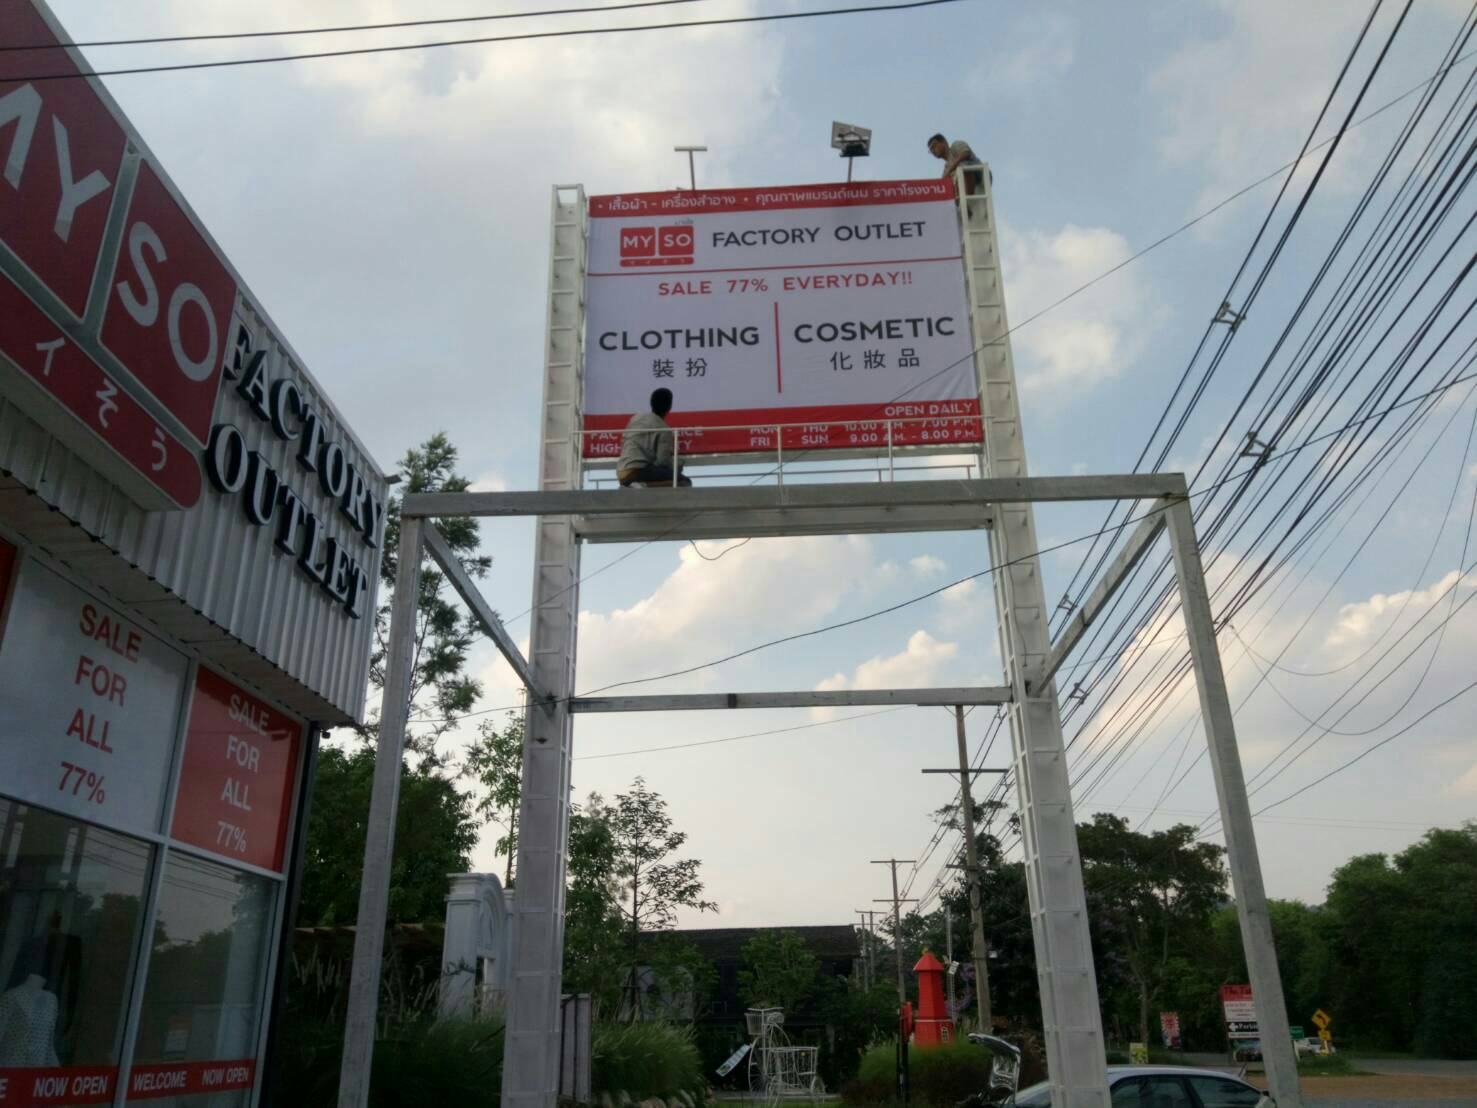 MY SO
イそう
FACTORY
OUTLET
SALE
FOR
ALL
77%
SALE
FOR
ALL
77%
NOW OPEN
WELCOME NOW OPEN
• เสื้อผ้า - เครื่องสำอาง • คุณภาพแบรนด์เนม ราคาโรงงาน
MY SO FACTORY OUTLET
SALE 77% EVERYDAY!!
CLOTHING
裝扮
COSMETIC
化妝品
OPEN DAILY
MON - THU 10.00 A.M. - 7.00 P.M.
FRI - SUN 9.00 A.M. - 8.00 P.M.